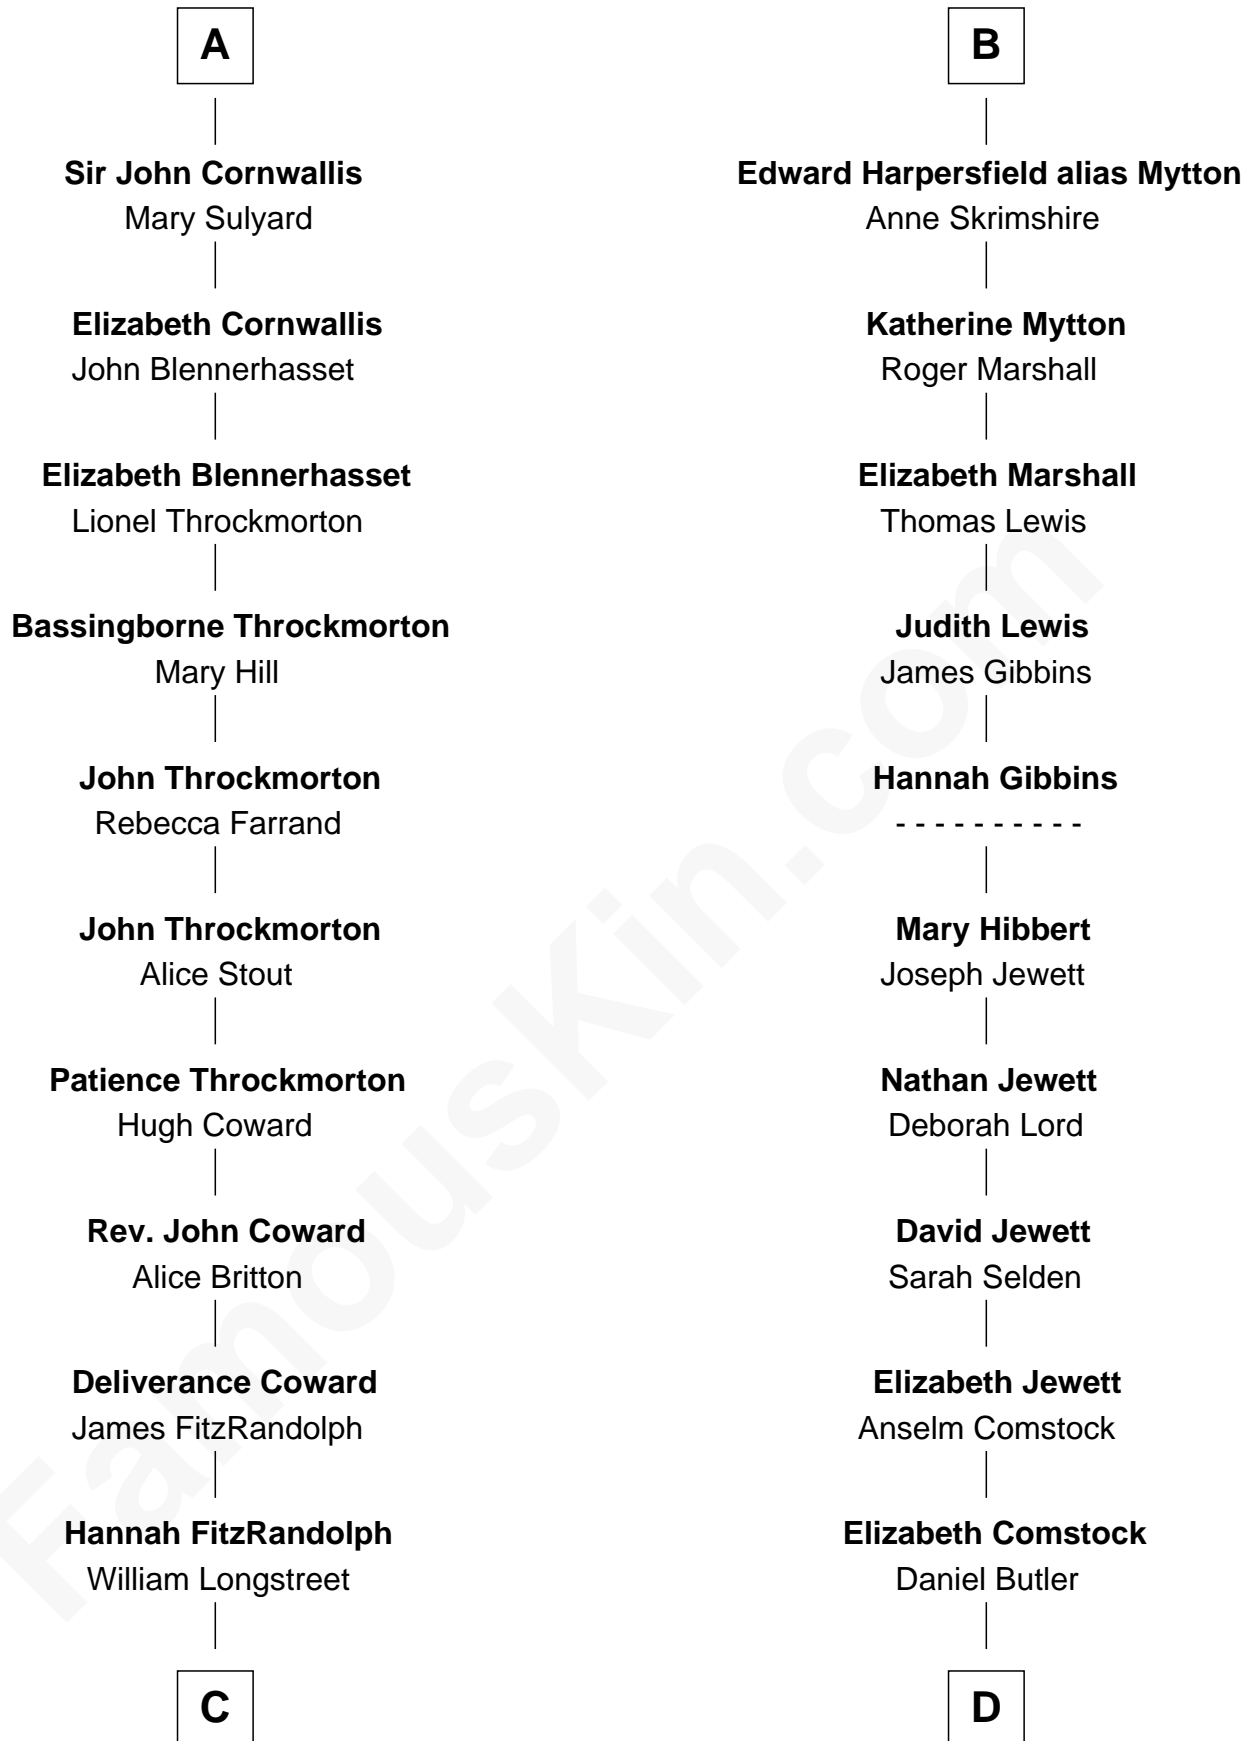 A
Sir John Cornwallis
Mary Sulyard
Elizabeth Cornwallis
John Blennerhasset
Elizabeth Blennerhasset
Lionel Throckmorton
Bassingborne Throckmorton
Mary Hill
John Throckmorton
Rebecca Farrand
John Throckmorton
Alice Stout
Patience Throckmorton
Hugh Coward
Rev. John Coward
Alice Britton
Deliverance Coward
James FitzRandolph
Hannah FitzRandolph
William Longstreet
C
B
Edward Harpersfield alias Mytton
Anne Skrimshire
Katherine Mytton
Roger Marshall
Elizabeth Marshall
Thomas Lewis
Judith Lewis
James Gibbins
Hannah Gibbins
- - - - - - - - - -
Mary Hibbert
Joseph Jewett
Nathan Jewett
Deborah Lord
David Jewett
Sarah Selden
Elizabeth Jewett
Anselm Comstock
Elizabeth Comstock
Daniel Butler
D
FamousKin.com